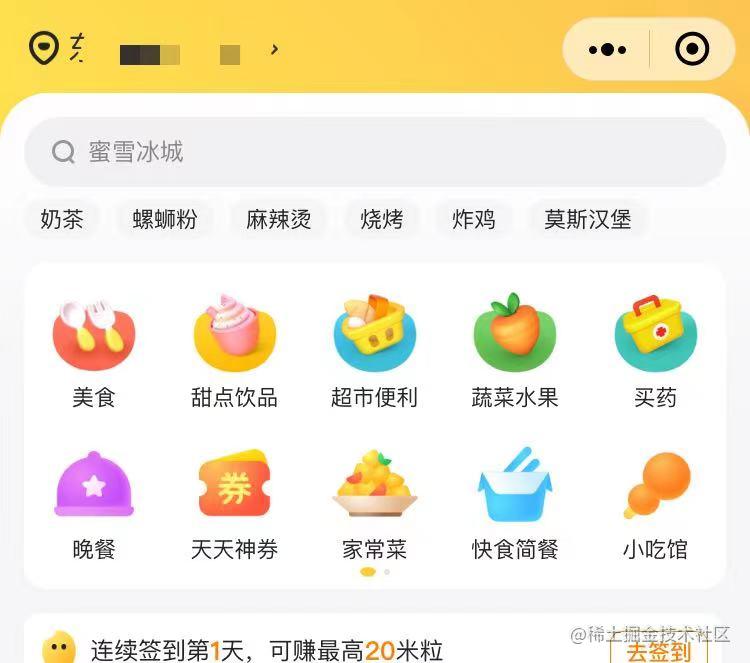 蜜雪冰城
奶茶 螺蛳粉 麻辣烫 烧烤 炸鸡 莫斯汉堡
美食 甜点饮品 超市便利 蔬菜水果 买药
券
晚餐 天天神券 家常菜 快食简餐 小吃馆
连续签到第1天，可赚最高20米粒
去签到
@稀土掘金技术社区